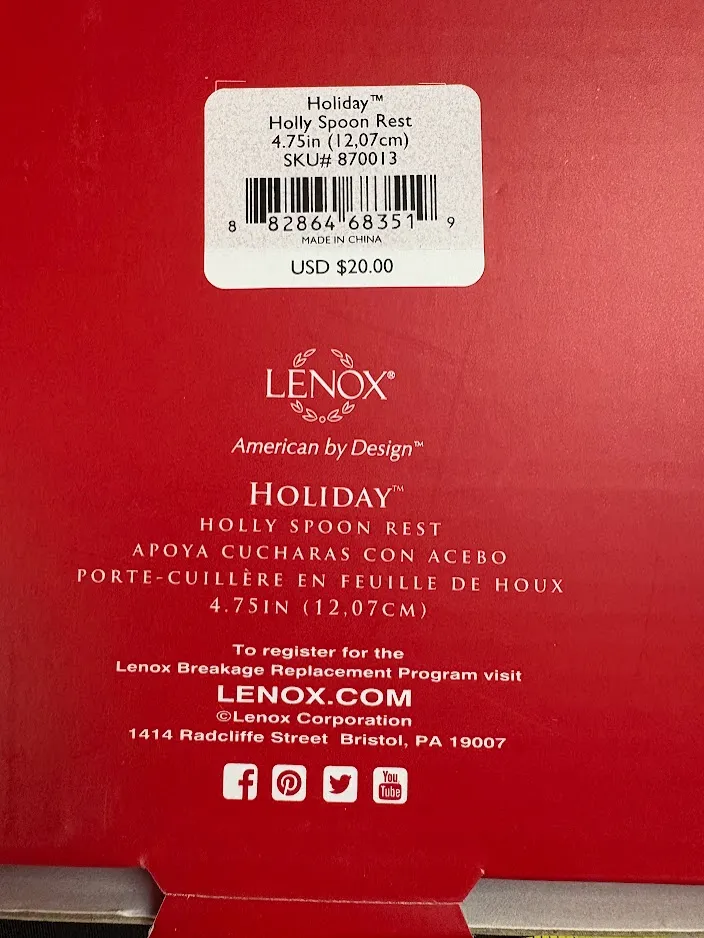 Holiday™
Holly Spoon Rest
4.75in (12,07cm)
SKU# 870013
8 82864 68351 9
MADE IN CHINA
USD $20.00
LENOX®
American by Design™
HOLIDAY™
HOLLY SPOON REST
APOYA CUCHARAS CON ACEBO
PORTE-CUILLÈRE EN FEUILLE DE HOUX
4.75IN (12,07CM)
To register for the
Lenox Breakage Replacement Program visit
LENOX.COM
©Lenox Corporation
1414 Radcliffe Street Bristol, PA 19007
You
Tube